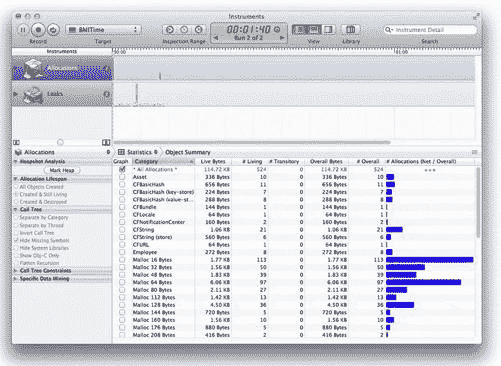 Instruments
BMITime
00:01:40
Run 2 of 2
Instrument Detail
Record
Target
Inspection Range
View
Library
Search
Instruments
00:00
01:00
Allocations
Leaks
Allocations
Statistics
Object Summary
Heapshot Analysis
Mark Heap
Allocation Lifespan
All Objects Created
Created & Still Living
Created & Destroyed
Call Tree
Separate by Category
Separate by Thread
Invert Call Tree
Hide Missing Symbols
Hide System Libraries
Show Obj-C Only
Flatten Recursion
Call Tree Constraints
Specific Data Mining
Graph Category Live Bytes # Living # Transitory Overall Bytes # Overall # Allocations (Net / Overall)
* All Allocations * 114.72 KB 524 0 114.72 KB 524
Asset 336 Bytes 10 0 336 Bytes 10
CFBasicHash 656 Bytes 11 0 656 Bytes 11
CFBasicHash (key-store) 224 Bytes 7 0 224 Bytes 7
CFBasicHash (value-st... 288 Bytes 8 0 288 Bytes 8
CFBundle 144 Bytes 1 0 144 Bytes 1
CFLocale 64 Bytes 1 0 64 Bytes 1
CFNotificationCenter 160 Bytes 2 0 160 Bytes 2
CFString 1.06 KB 21 0 1.06 KB 21
CFString (store) 560 Bytes 6 0 560 Bytes 6
CFURL 64 Bytes 1 0 64 Bytes 1
Employee 272 Bytes 8 0 272 Bytes 8
Malloc 16 Bytes 1.77 KB 113 0 1.77 KB 113
Malloc 32 Bytes 1.56 KB 50 0 1.56 KB 50
Malloc 48 Bytes 1.83 KB 39 0 1.83 KB 39
Malloc 64 Bytes 6.06 KB 97 0 6.06 KB 97
Malloc 80 Bytes 2.11 KB 27 0 2.11 KB 27
Malloc 112 Bytes 1.42 KB 13 0 1.42 KB 13
Malloc 128 Bytes 4.50 KB 36 0 4.50 KB 36
Malloc 144 Bytes 720 Bytes 5 0 720 Bytes 5
Malloc 160 Bytes 1.56 KB 10 0 1.56 KB 10
Malloc 176 Bytes 880 Bytes 5 0 880 Bytes 5
Malloc 208 Bytes 416 Bytes 2 0 416 Bytes 2